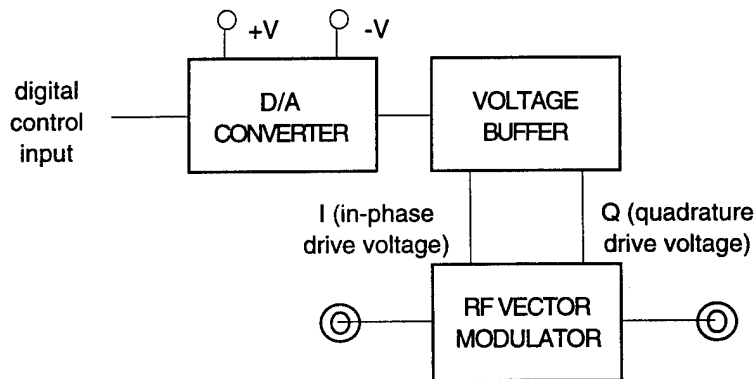 +V
-V
digital
control
input
D/A
CONVERTER
VOLTAGE
BUFFER
I (in-phase
drive voltage)
Q (quadrature
drive voltage)
RF VECTOR
MODULATOR